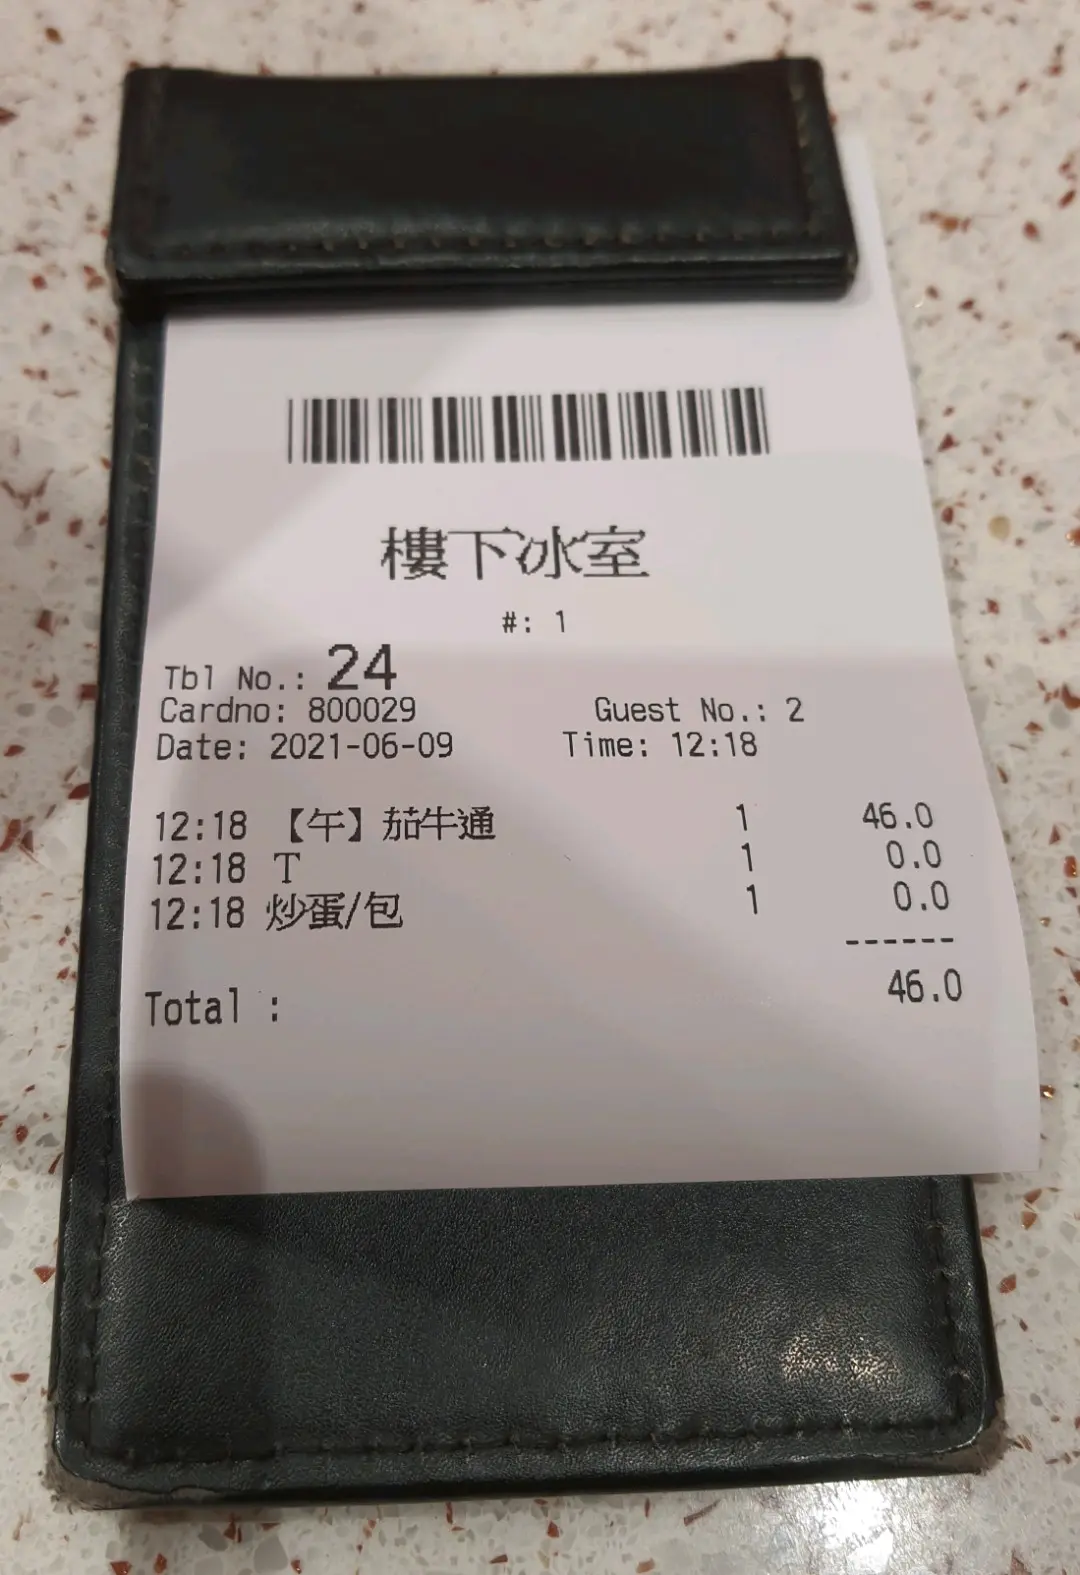 樓下冰室
#: 1
Tbl No.: 24
Cardno: 800029 Guest No.: 2
Date: 2021-06-09 Time: 12:18
12:18 【午】茄牛通 1 46.0
12:18 T 1 0.0
12:18 炒蛋/包 1 0.0
------
Total : 46.0